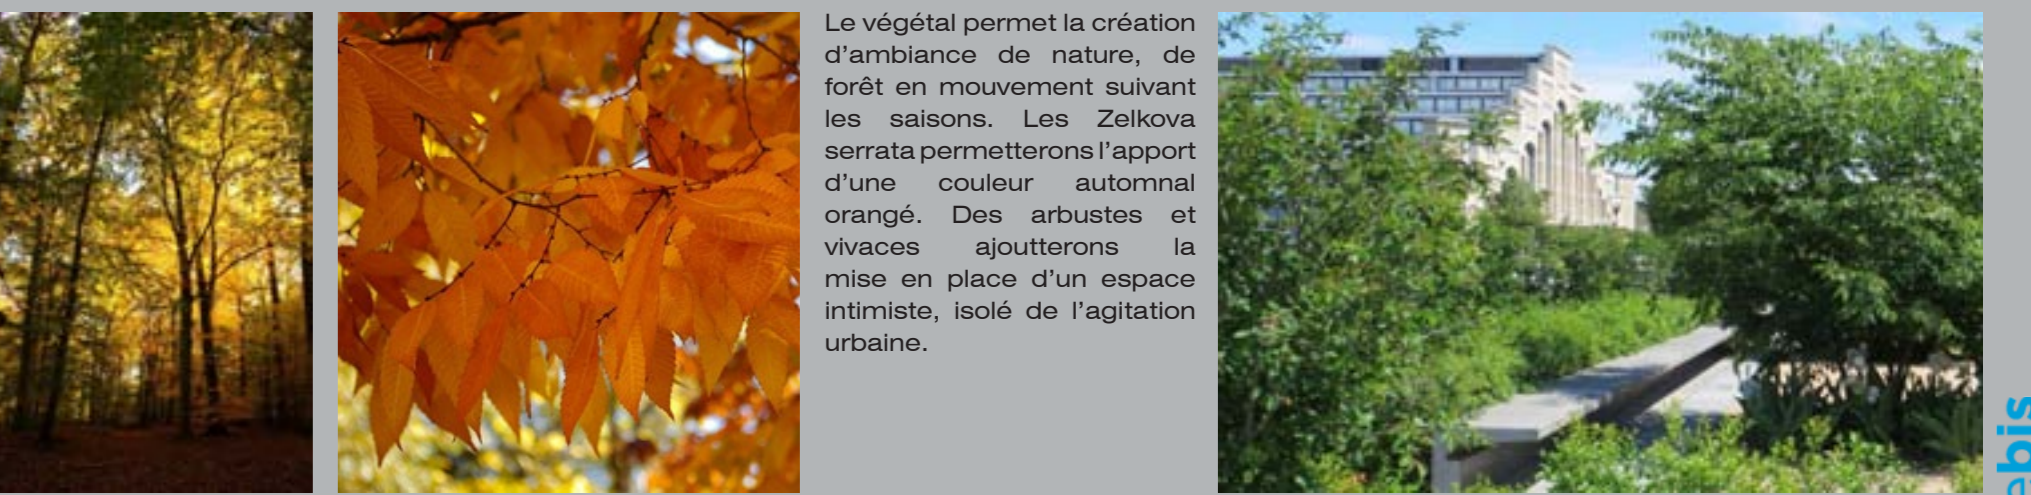 Le végétal permet la création
d’ambiance de nature, de
forêt en mouvement suivant
les saisons. Les Zelkova
serrata permetterons l’apport
d’une couleur automnal
orangé. Des arbustes et
vivaces ajoutterons la
mise en place d’un espace
intimiste, isolé de l’agitation
urbaine.